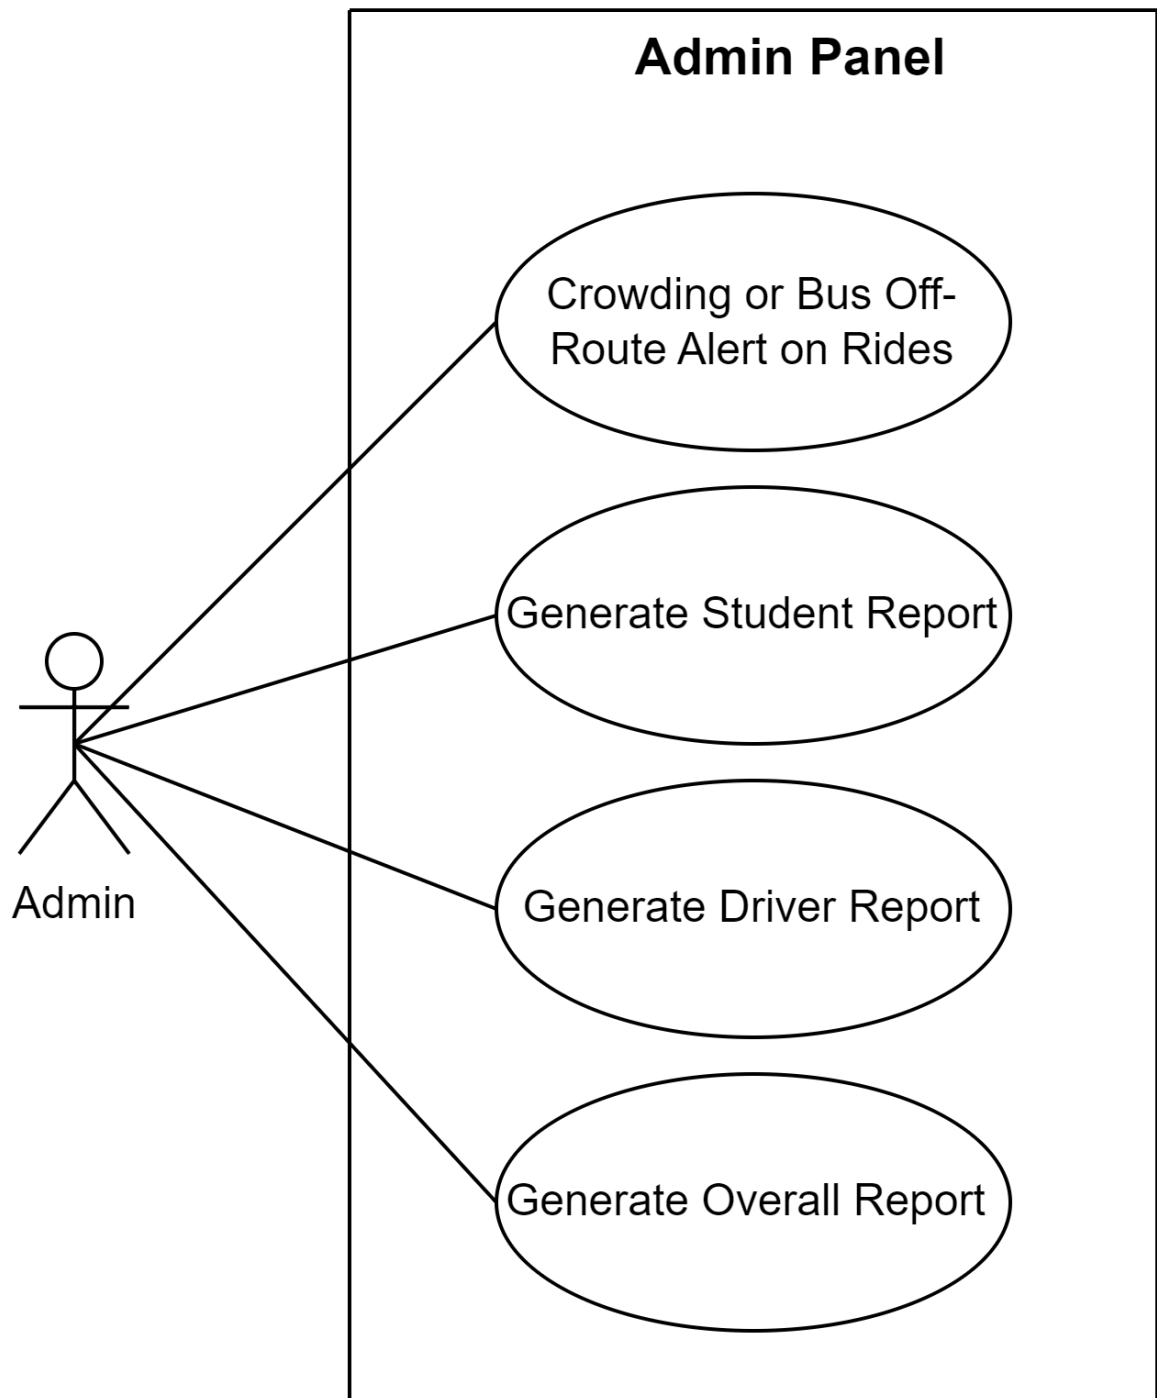 Admin Panel
Crowding or Bus Off-
Route Alert on Rides
Generate Student Report
Generate Driver Report
Admin
Generate Overall Report